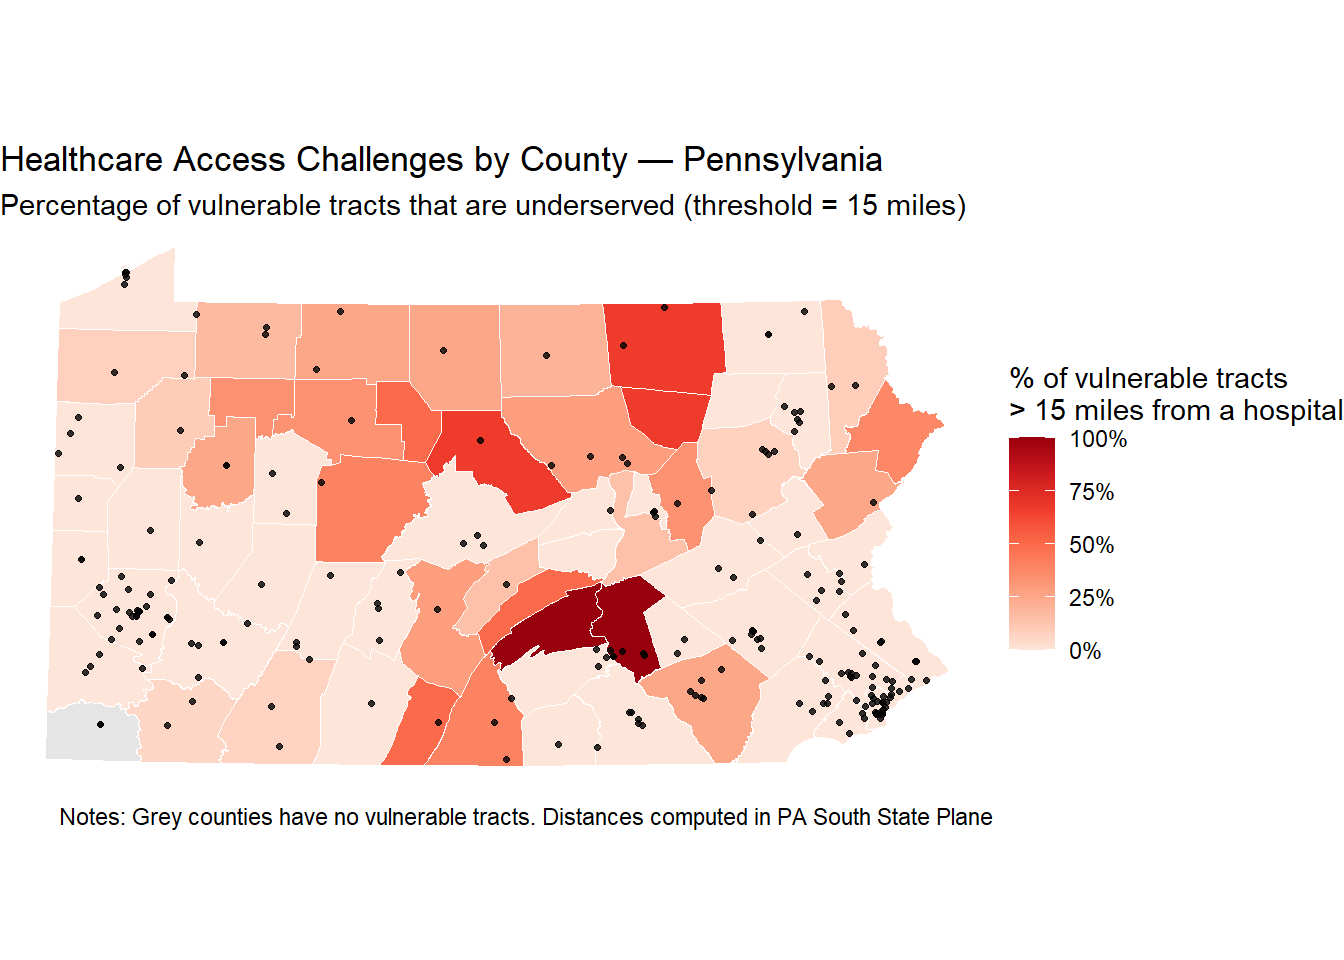 Healthcare Access Challenges by County — Pennsylvania
Percentage of vulnerable tracts that are underserved (threshold = 15 miles)
% of vulnerable tracts
> 15 miles from a hospital
100%
75%
50%
25%
0%
Notes: Grey counties have no vulnerable tracts. Distances computed in PA South State Plane